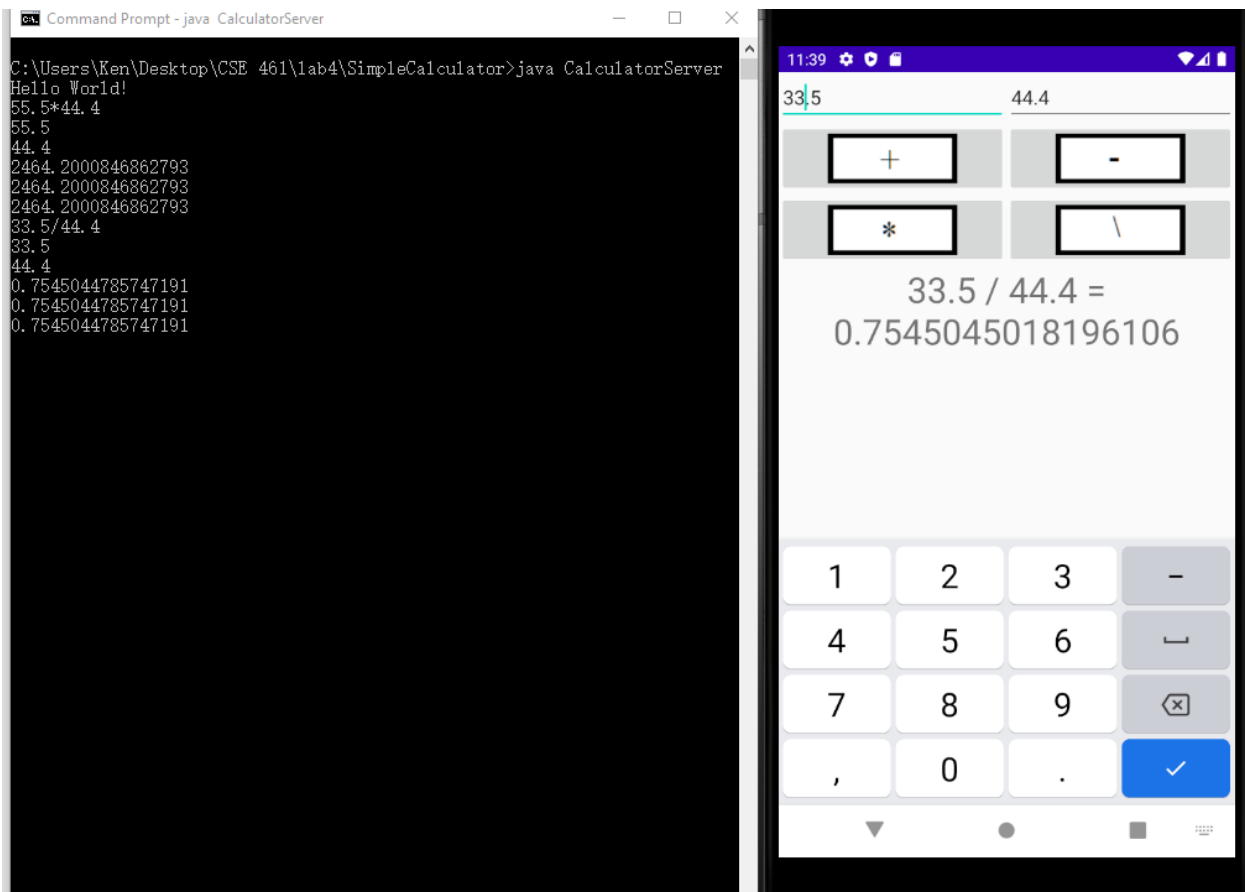 Command Prompt - java CalculatorServer
C:\Users\Ken\Desktop\CSE 461\lab4\SimpleCalculator>java CalculatorServer
Hello World!
55.5*44.4
55.5
44.4
2464.2000846862793
2464.2000846862793
2464.2000846862793
33.5/44.4
33.5
44.4
0.7545044785747191
0.7545044785747191
0.7545044785747191
11:39
33.5 44.4
+ -
* \
33.5 / 44.4 =
0.7545045018196106
1 2 3 -
4 5 6
7 8 9
, 0 .